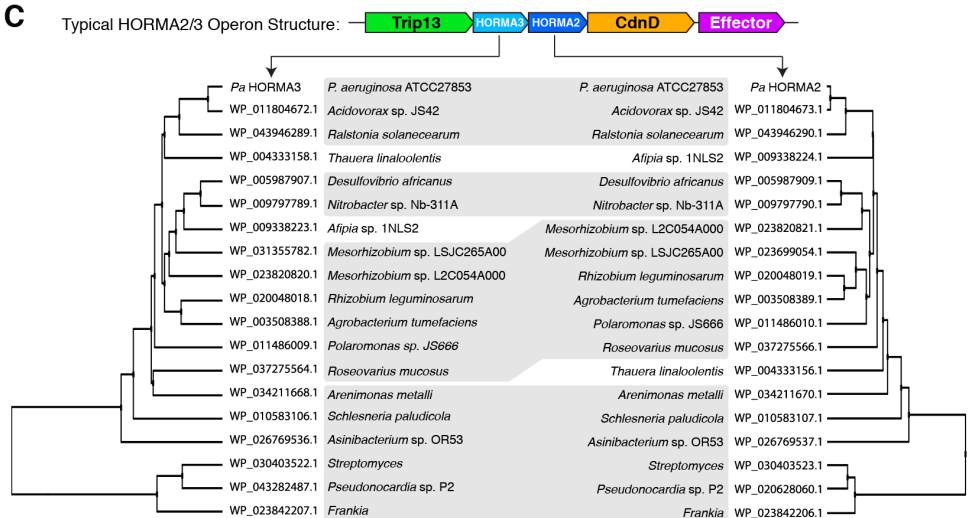 C
Typical HORMA2/3 Operon Structure: Trip13 HORMA3 HORMA2 CdnD Effector
Pa HORMA3 P. aeruginosa ATCC27853 P. aeruginosa ATCC27853 Pa HORMA2
WP_011804672.1 Acidovorax sp. JS42 Acidovorax sp. JS42 WP_011804673.1
WP_043946289.1 Ralstonia solanecearum Ralstonia solanecearum WP_043946290.1
WP_004333158.1 Thauera linaloolentis Afipia sp. 1NLS2 WP_009338224.1
WP_005987907.1 Desulfovibrio africanus Desulfovibrio africanus WP_005987909.1
WP_009797789.1 Nitrobacter sp. Nb-311A Nitrobacter sp. Nb-311A WP_009797790.1
WP_009338223.1 Afipia sp. 1NLS2 Mesorhizobium sp. L2C054A000 WP_023820821.1
WP_031355782.1 Mesorhizobium sp. LSJC265A00 Mesorhizobium sp. LSJC265A00 WP_023699054.1
WP_023820820.1 Mesorhizobium sp. L2C054A000 Rhizobium leguminosarum WP_020048019.1
WP_020048018.1 Rhizobium leguminosarum Agrobacterium tumefaciens WP_003508389.1
WP_003508388.1 Agrobacterium tumefaciens Polaromonas sp. JS666 WP_011486010.1
WP_011486009.1 Polaromonas sp. JS666 Roseovarius mucosus WP_037275566.1
WP_037275564.1 Roseovarius mucosus Thauera linaloolentis WP_004333156.1
WP_034211668.1 Arenimonas metalli Arenimonas metalli WP_034211670.1
WP_010583106.1 Schlesneria paludicola Schlesneria paludicola WP_010583107.1
WP_026769536.1 Asinibacterium sp. OR53 Asinibacterium sp. OR53 WP_026769537.1
WP_030403522.1 Streptomyces Streptomyces WP_030403523.1
WP_043282487.1 Pseudonocardia sp. P2 Pseudonocardia sp. P2 WP_020628060.1
WP_023842207.1 Frankia Frankia WP_023842206.1